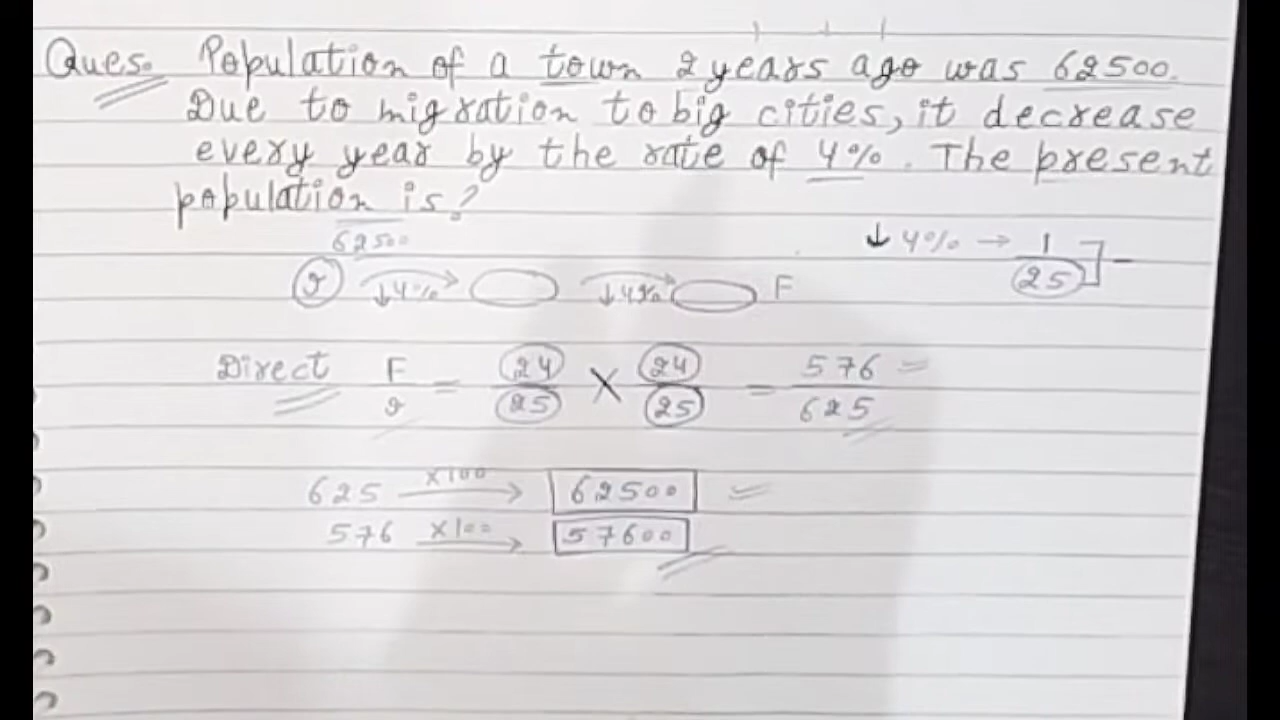 Ques. Population of a town 2 years ago was 62500.
Due to migration to big cities, it decrease
every year by the rate of 4%. The present
population is?
62500
↓ 4% → 1/25
I ↓4% ↓4% F
Direct F/I = 24/25 × 24/25 = 576/625
625 ×100 → 62500
576 ×100 → 57600